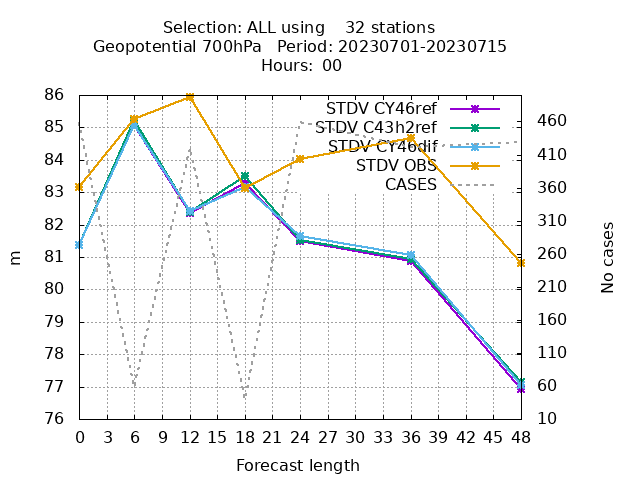 Selection: ALL using    32 stations
Geopotential 700hPa   Period: 20230701-20230715
Hours: 00
STDV CY46ref
STDV C43h2ref
STDV CY46dif
STDV OBS
CASES
86
85
84
83
82
81
80
79
78
77
76
460
410
360
310
260
210
160
110
60
10
m
No cases
0 3 6 9 12 15 18 21 24 27 30 33 36 39 42 45 48
Forecast length